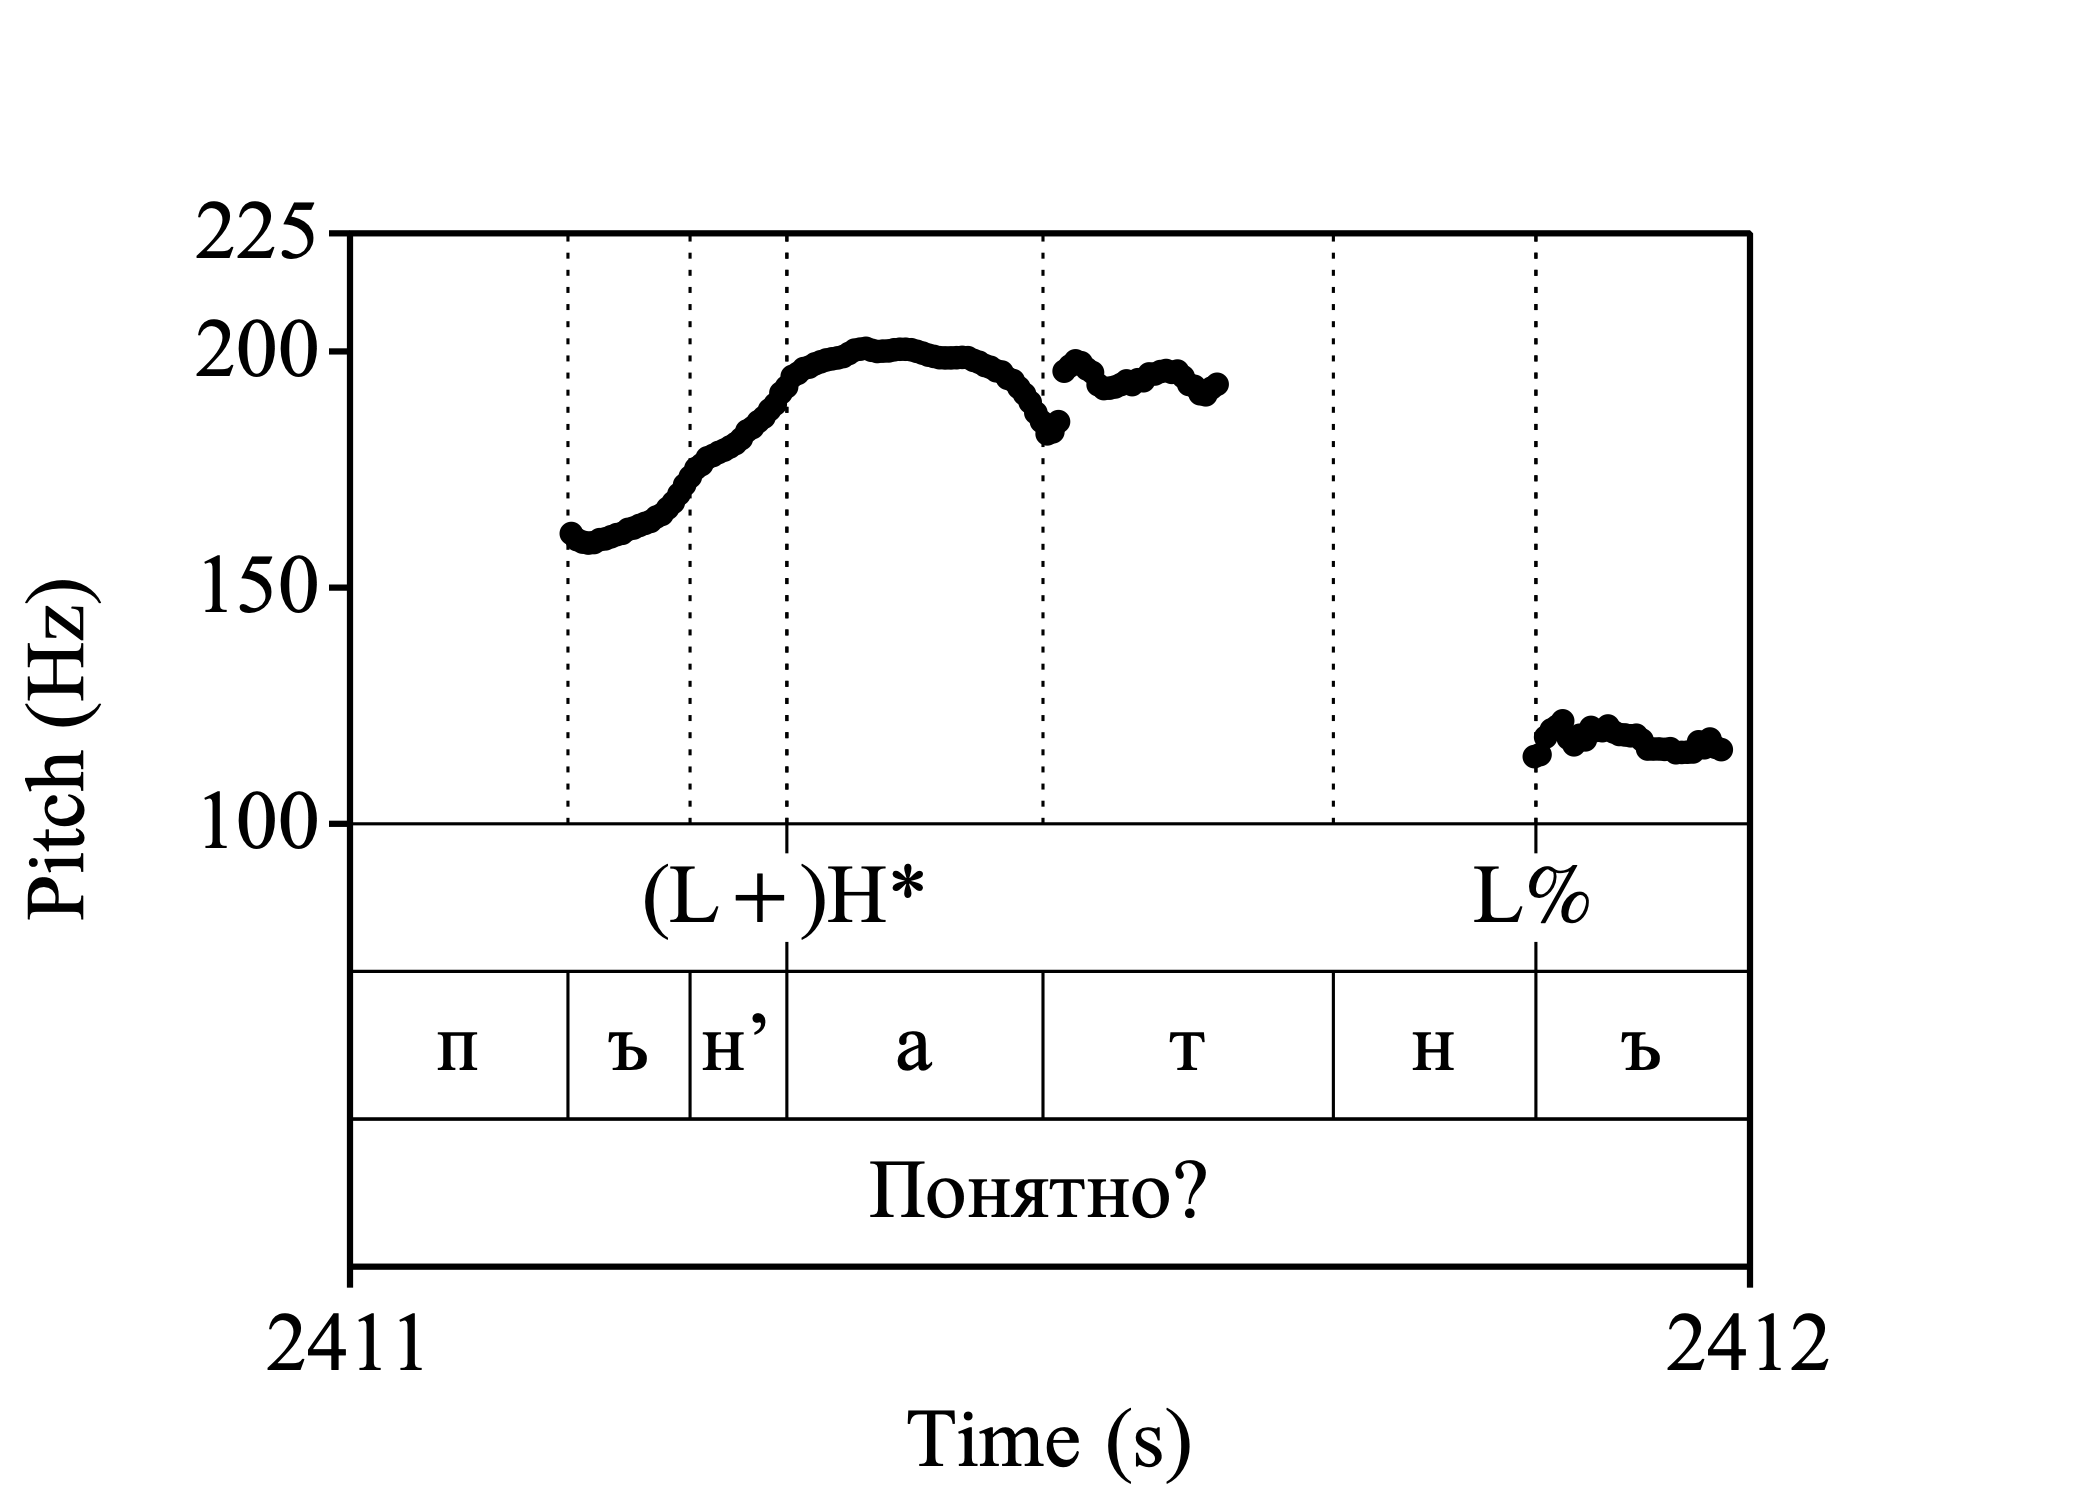 225
200
150
100
Pitch (Hz)
(L+)H* L%
п ъ н’ а т н ъ
Понятно?
2411 2412
Time (s)